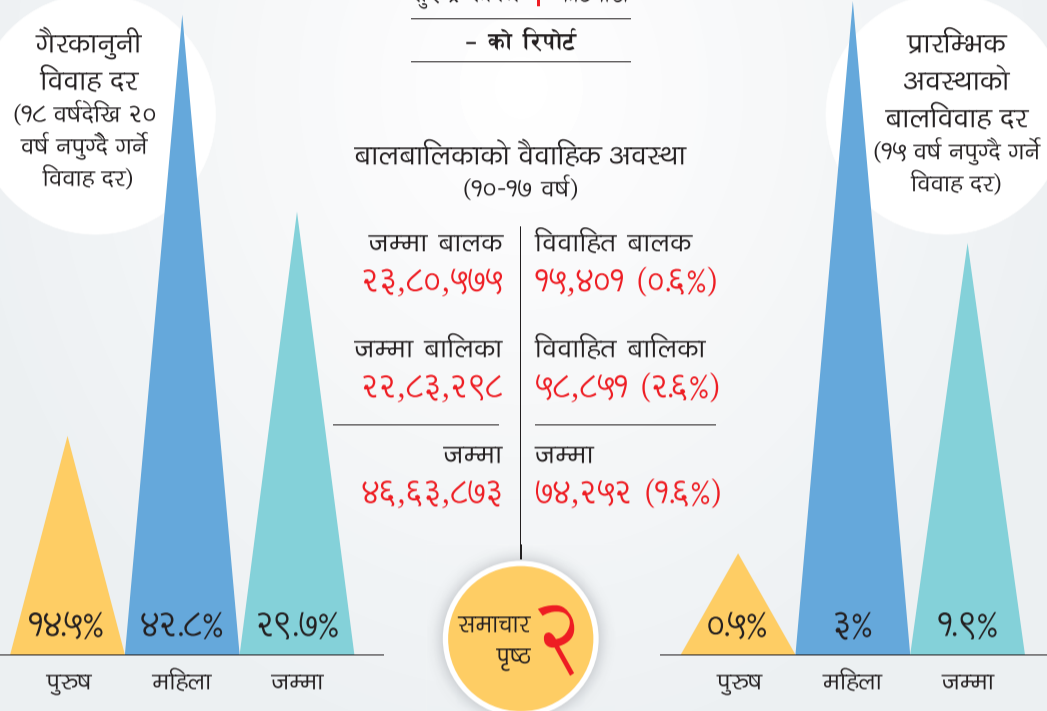 - को रिपोर्ट
गैरकानुनी
विवाह दर
(१८ वर्षदेखि २०
वर्ष नपुग्दै गर्ने
विवाह दर)
१४.५% ४२.८% २९.७%
पुरुष महिला जम्मा
बालबालिकाको वैवाहिक अवस्था
(१०-१७ वर्ष)
जम्मा बालक विवाहित बालक
२३,८०,५७५ १५,४०१ (०.६%)
जम्मा बालिका विवाहित बालिका
२२,८३,२९८ ५८,८५१ (२.६%)
जम्मा जम्मा
४६,६३,८७३ ७४,२५२ (१.६%)
समाचार
पृष्ठ २
प्रारम्भिक
अवस्थाको
बालविवाह दर
(१५ वर्ष नपुग्दै गर्ने
विवाह दर)
०.५% ३% १.९%
पुरुष महिला जम्मा